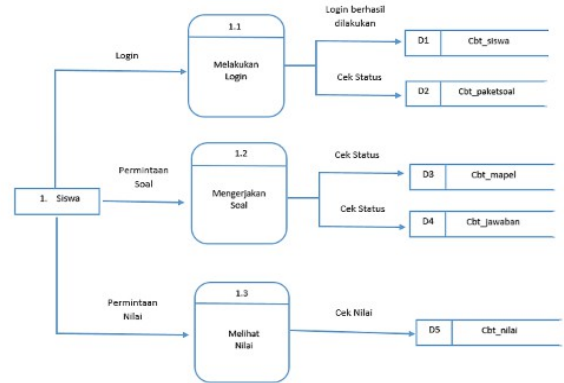 Login berhasil
dilakukan
1.1
Login
Melakukan
Login
D1 Cbt_siswa
Cek Status
D2 Cbt_paketsoal
1.2
Permintaan
Soal
Mengerjakan
Soal
Cek Status
D3 Cbt_mapel
Cek Status
D4 Cbt_jawaban
1. Siswa
1.3
Permintaan
Nilai
Melihat
Nilai
Cek Nilai
D5 Cbt_nilai